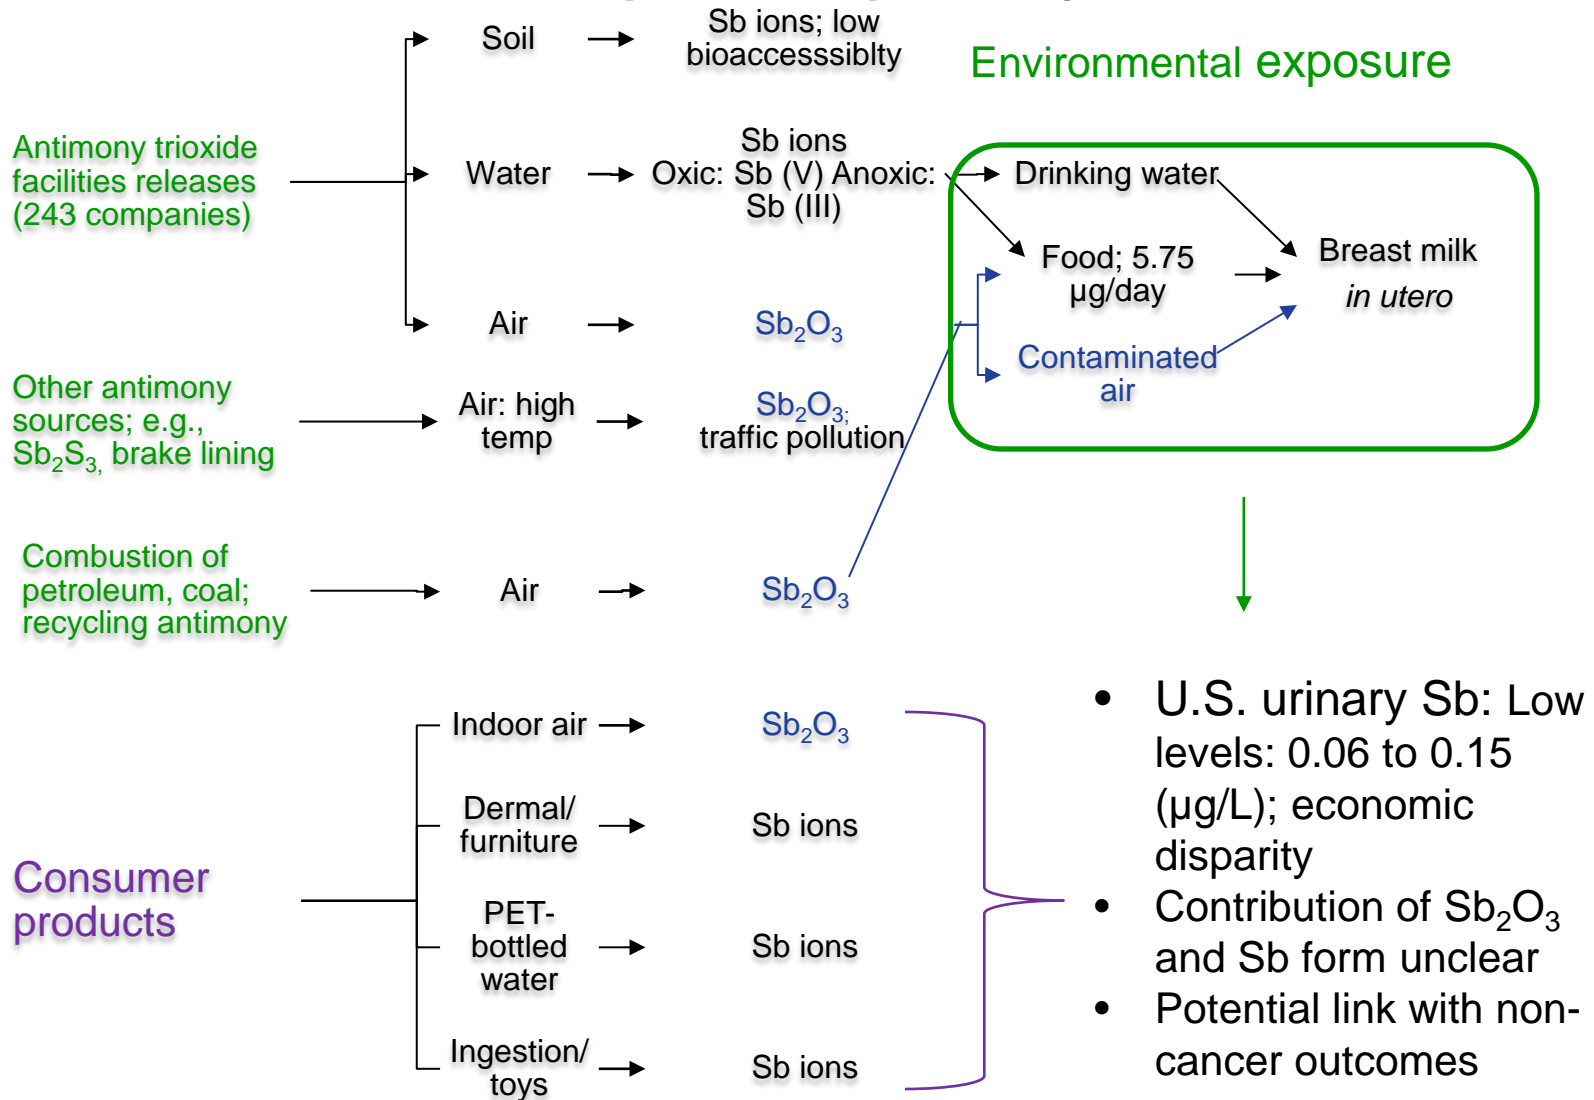 Soil
Sb ions; low
bioaccesssiblty
Environmental exposure
Antimony trioxide
facilities releases
(243 companies)
Water
Sb ions
Oxic: Sb (V) Anoxic:
Sb (III)
Drinking water
Food; 5.75
µg/day
Breast milk
in utero
Air
Sb₂O₃
Contaminated
air
Other antimony
sources; e.g.,
Sb₂S₃, brake lining
Air: high
temp
Sb₂O₃;
traffic pollution
Combustion of
petroleum, coal;
recycling antimony
Air
Sb₂O₃
Consumer
products
Indoor air
Sb₂O₃
Dermal/
furniture
Sb ions
PET-
bottled
water
Sb ions
Ingestion/
toys
Sb ions
• U.S. urinary Sb: Low
levels: 0.06 to 0.15
(µg/L); economic
disparity
• Contribution of Sb₂O₃
and Sb form unclear
• Potential link with non-
cancer outcomes